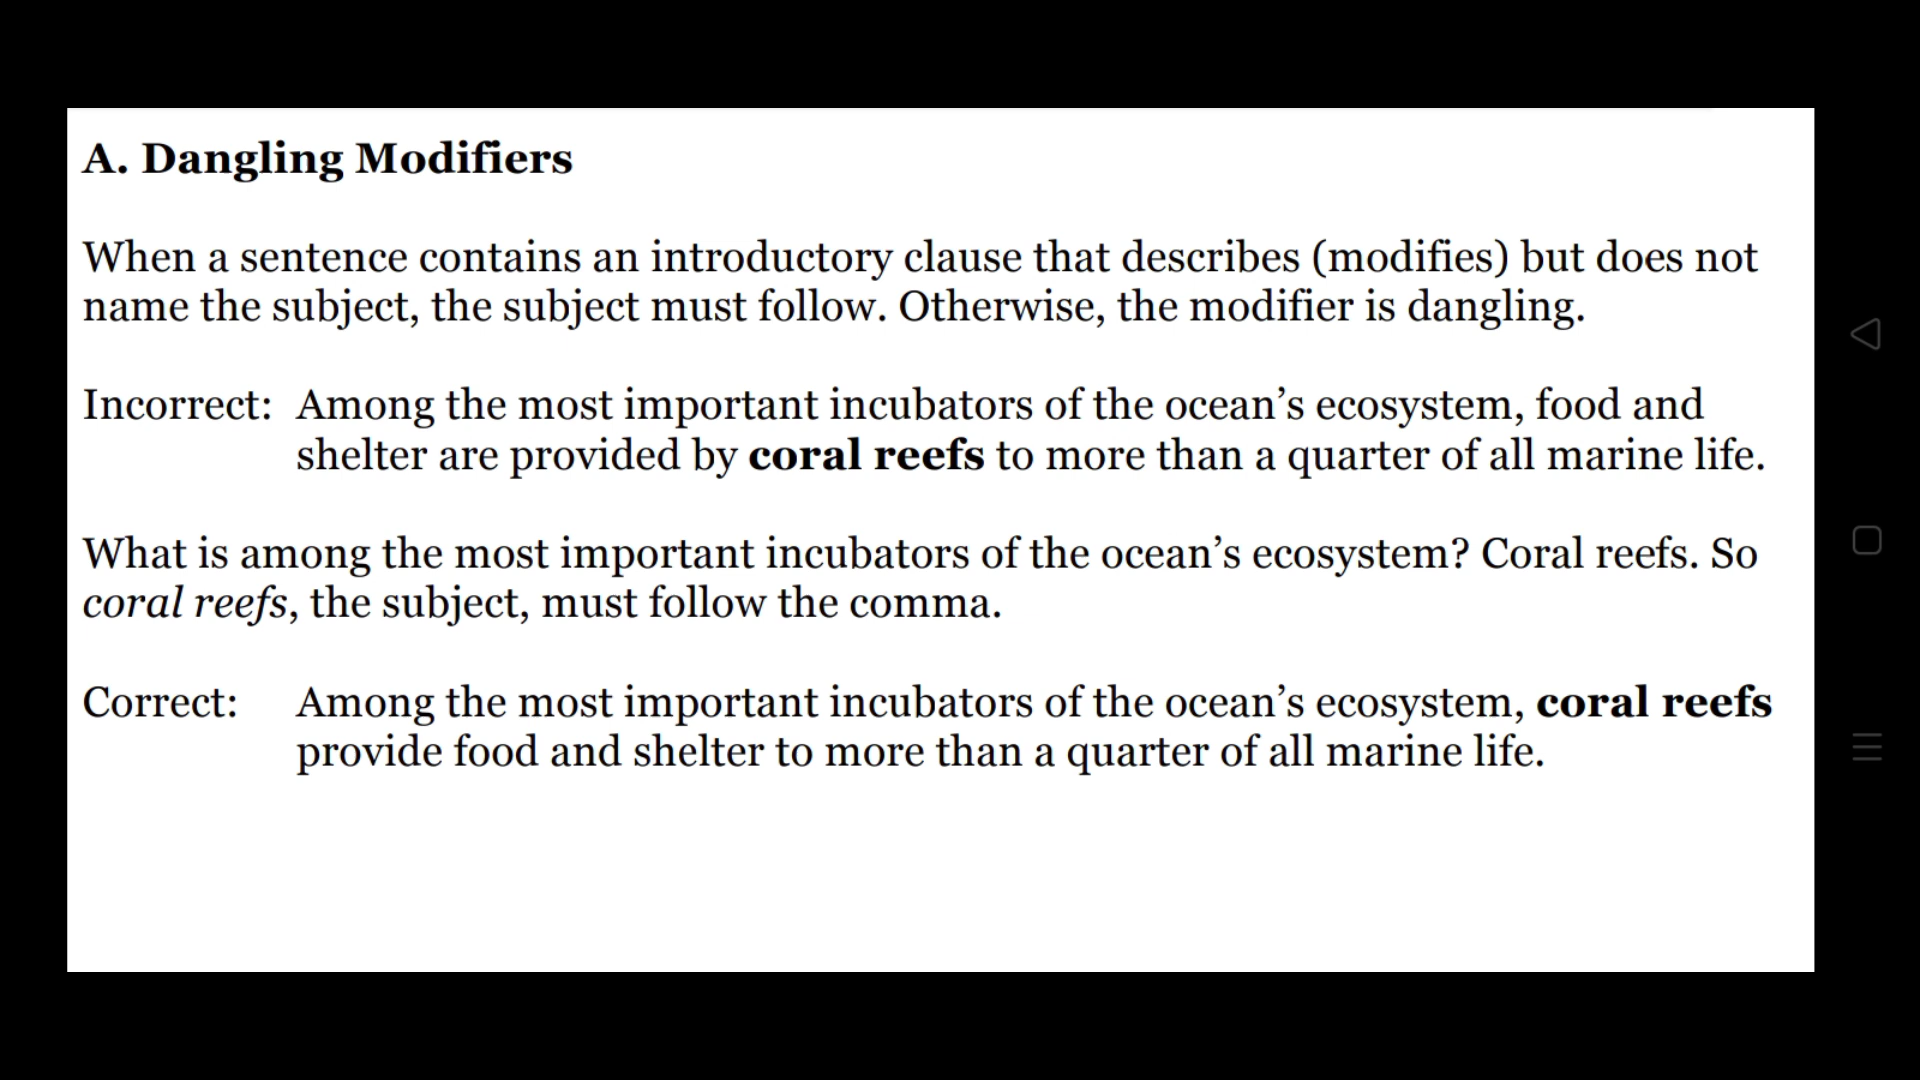 A. Dangling Modifiers
When a sentence contains an introductory clause that describes (modifies) but does not
name the subject, the subject must follow. Otherwise, the modifier is dangling.
Incorrect: Among the most important incubators of the ocean’s ecosystem, food and
shelter are provided by coral reefs to more than a quarter of all marine life.
What is among the most important incubators of the ocean’s ecosystem? Coral reefs. So
coral reefs, the subject, must follow the comma.
Correct: Among the most important incubators of the ocean’s ecosystem, coral reefs
provide food and shelter to more than a quarter of all marine life.